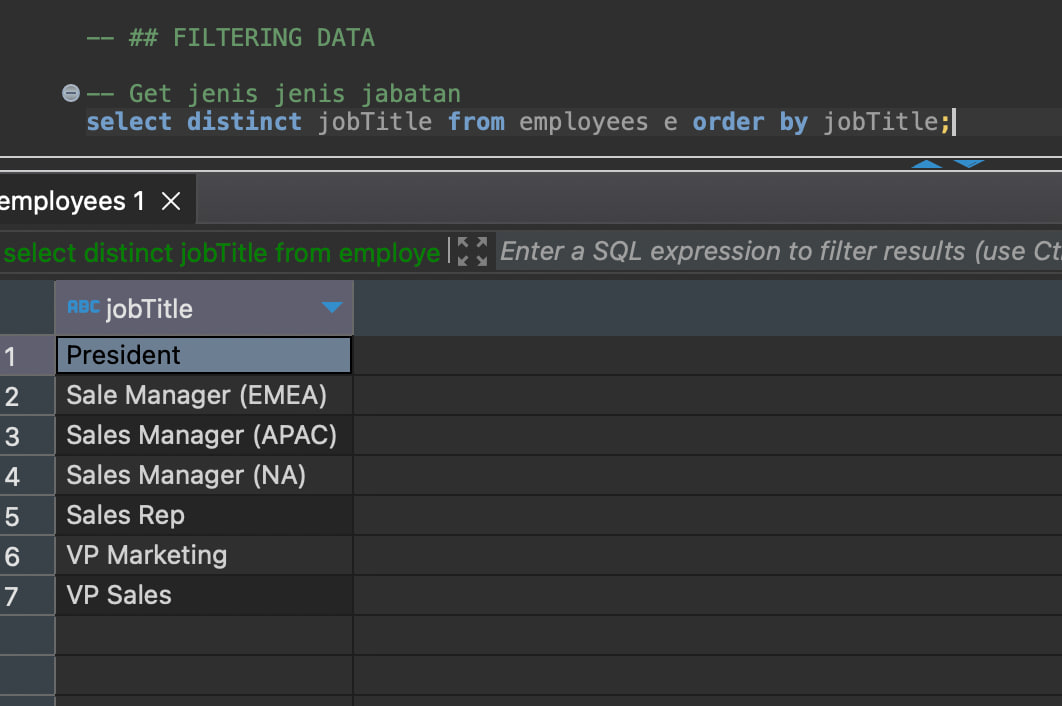 -- ## FILTERING DATA
-- Get jenis jenis jabatan
select distinct jobTitle from employees e order by jobTitle;
employees 1
select distinct jobTitle from employe
Enter a SQL expression to filter results (use Ct
ABC jobTitle
1 President
2 Sale Manager (EMEA)
3 Sales Manager (APAC)
4 Sales Manager (NA)
5 Sales Rep
6 VP Marketing
7 VP Sales